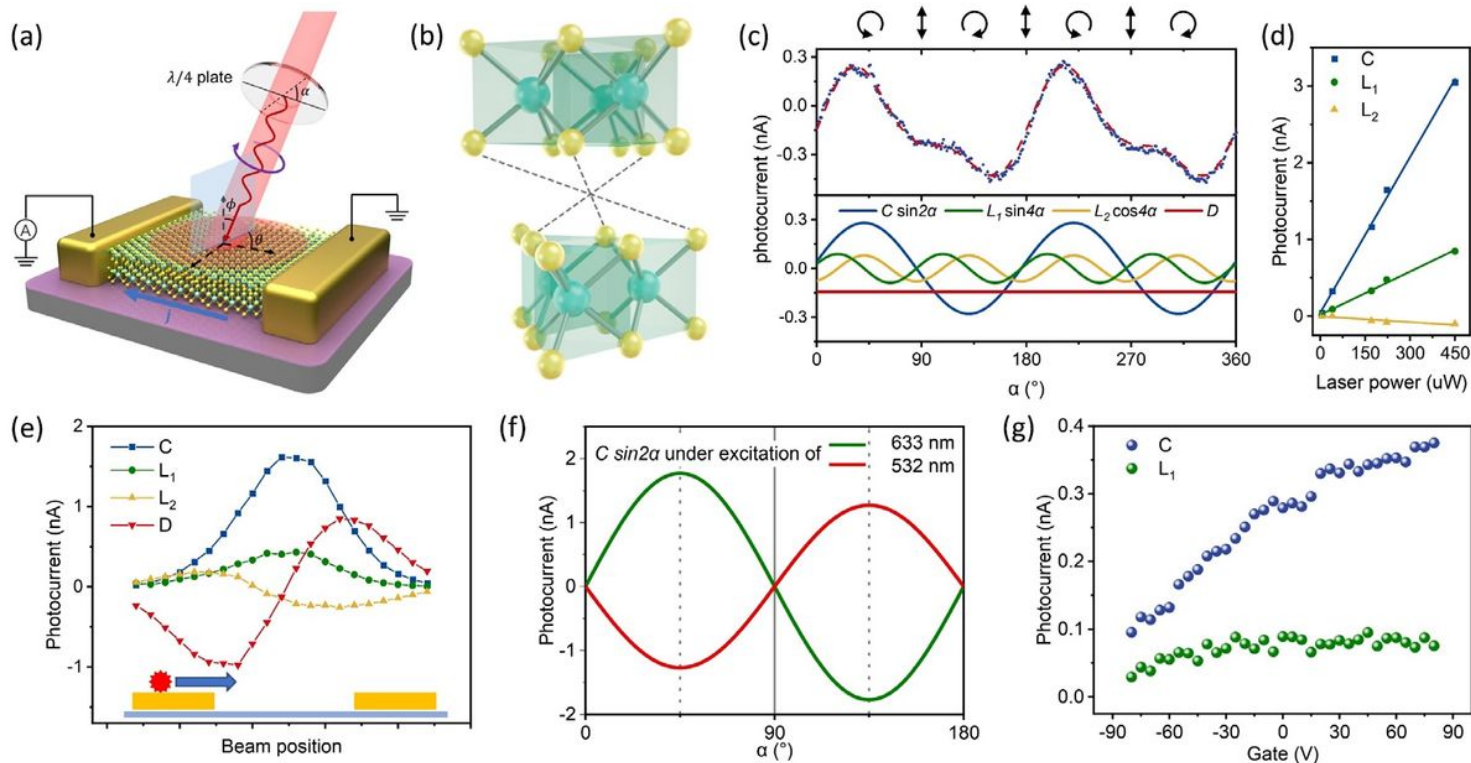 (a)
λ/4 plate
α
ϕ
θ
A
j
(b)
(c)
0.3
0.0
-0.3
Photocurrent (nA)
C sin2α
L₁ sin4α
L₂ cos4α
D
0.3
0.0
-0.3
photocurrent (nA)
0
90
180
270
360
α (°)
(d)
C
L₁
L₂
3
2
1
0
Photocurrent (nA)
0
150
300
450
Laser power (uW)
(e)
C
L₁
L₂
D
2
1
0
-1
Photocurrent (nA)
Beam position
(f)
C sin2α under excitation of
633 nm
532 nm
2
1
0
-1
-2
Photocurrent (nA)
0
90
180
α (°)
(g)
C
L₁
0.4
0.3
0.2
0.1
0.0
Photocurrent (nA)
-90
-60
-30
0
30
60
90
Gate (V)